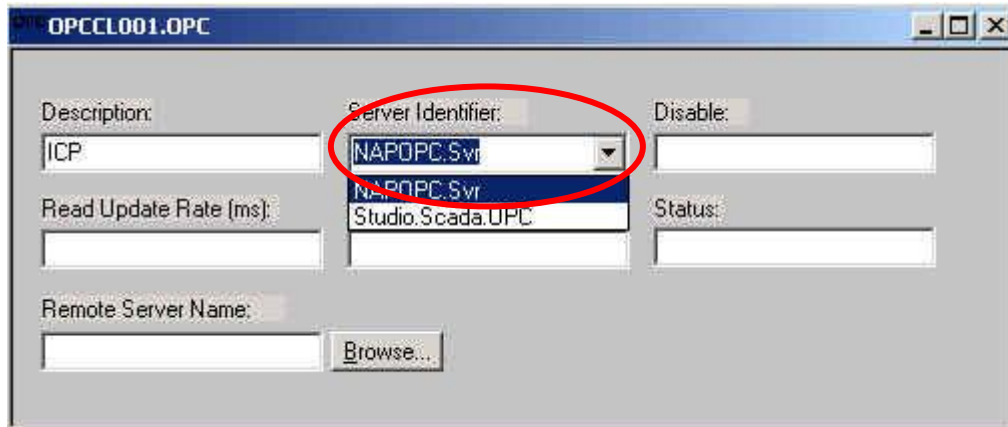 OPCCL001.OPC
Description: Server Identifier: Disable:
ICP NAPOPC.Svr
NAPOPC.Svr
Read Update Rate (ms): Studio.Scada.OPC Status:
Remote Server Name:
Browse...